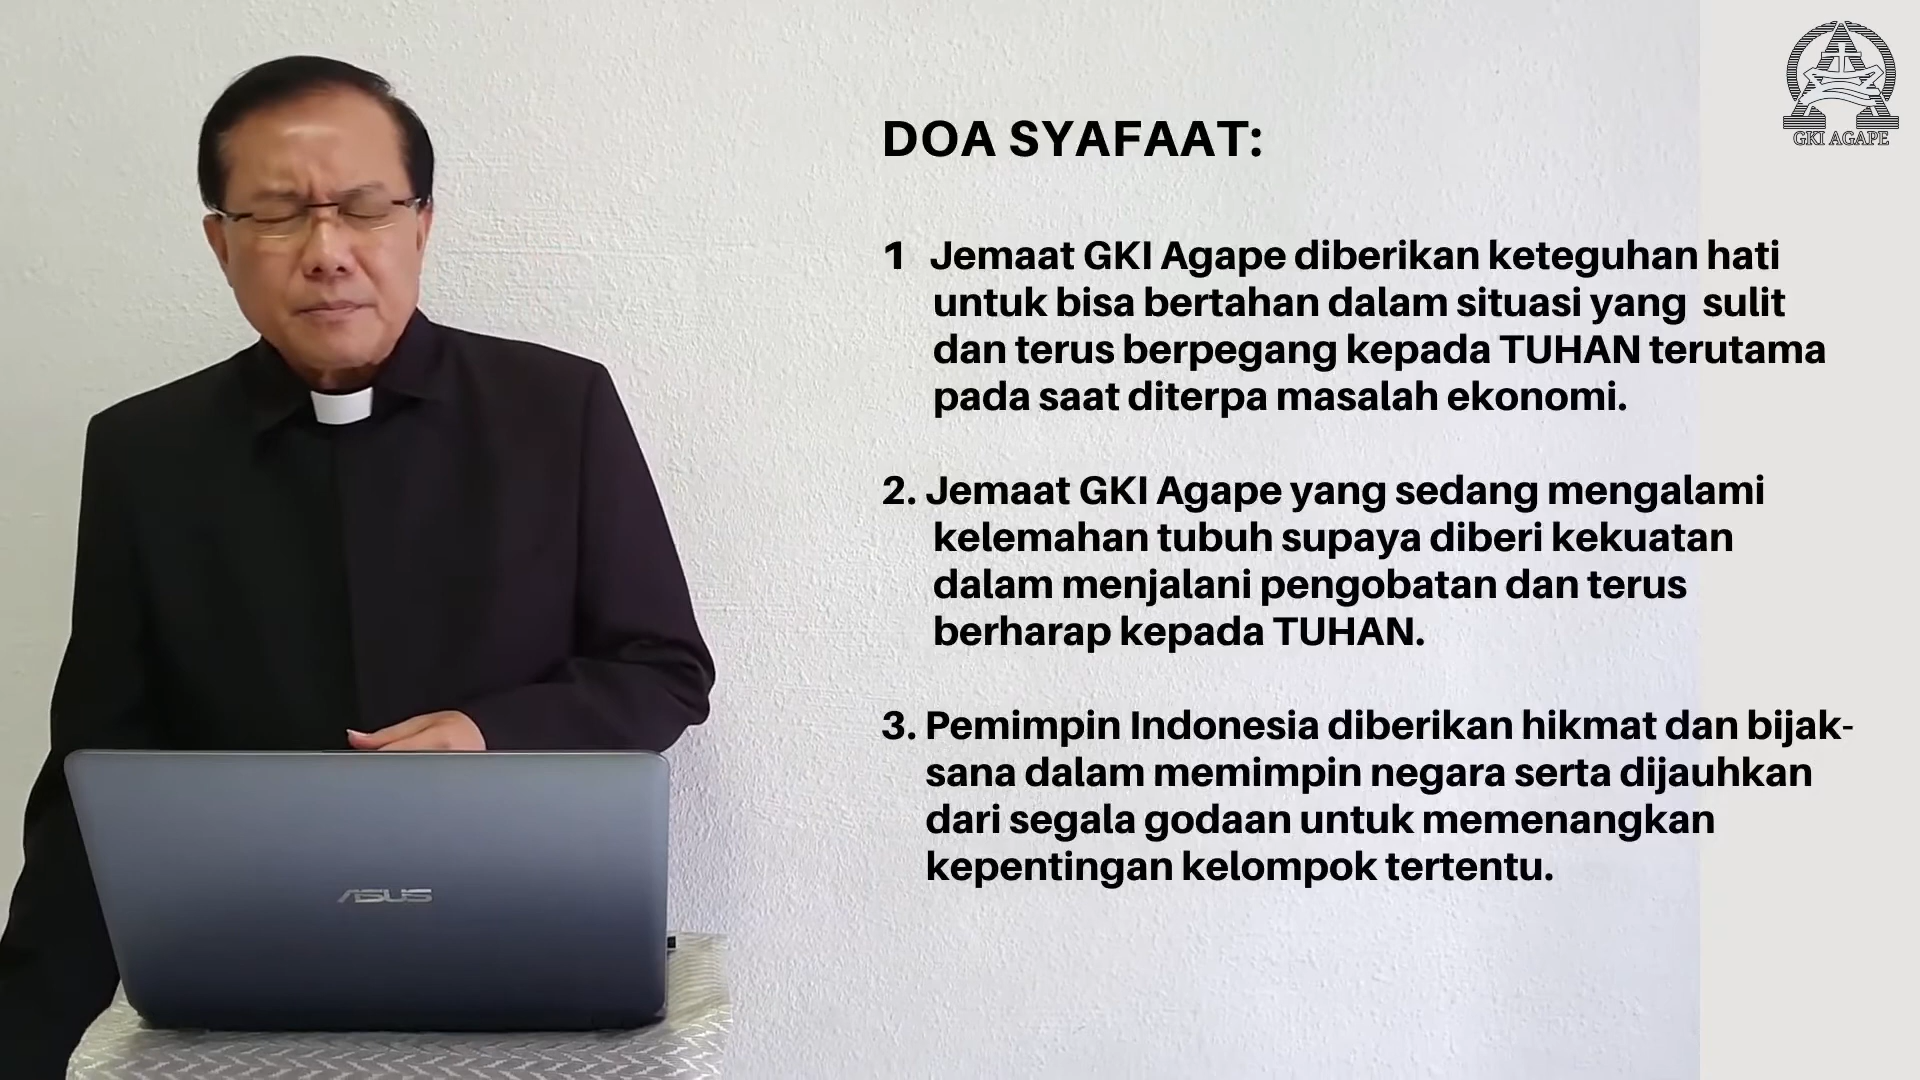 DOA SYAFAAT:
1 Jemaat GKI Agape diberikan keteguhan hati
untuk bisa bertahan dalam situasi yang sulit
dan terus berpegang kepada TUHAN terutama
pada saat diterpa masalah ekonomi.
2. Jemaat GKI Agape yang sedang mengalami
kelemahan tubuh supaya diberi kekuatan
dalam menjalani pengobatan dan terus
berharap kepada TUHAN.
3. Pemimpin Indonesia diberikan hikmat dan bijak-
sana dalam memimpin negara serta dijauhkan
dari segala godaan untuk memenangkan
kepentingan kelompok tertentu.
GKI AGAPE
ASUS